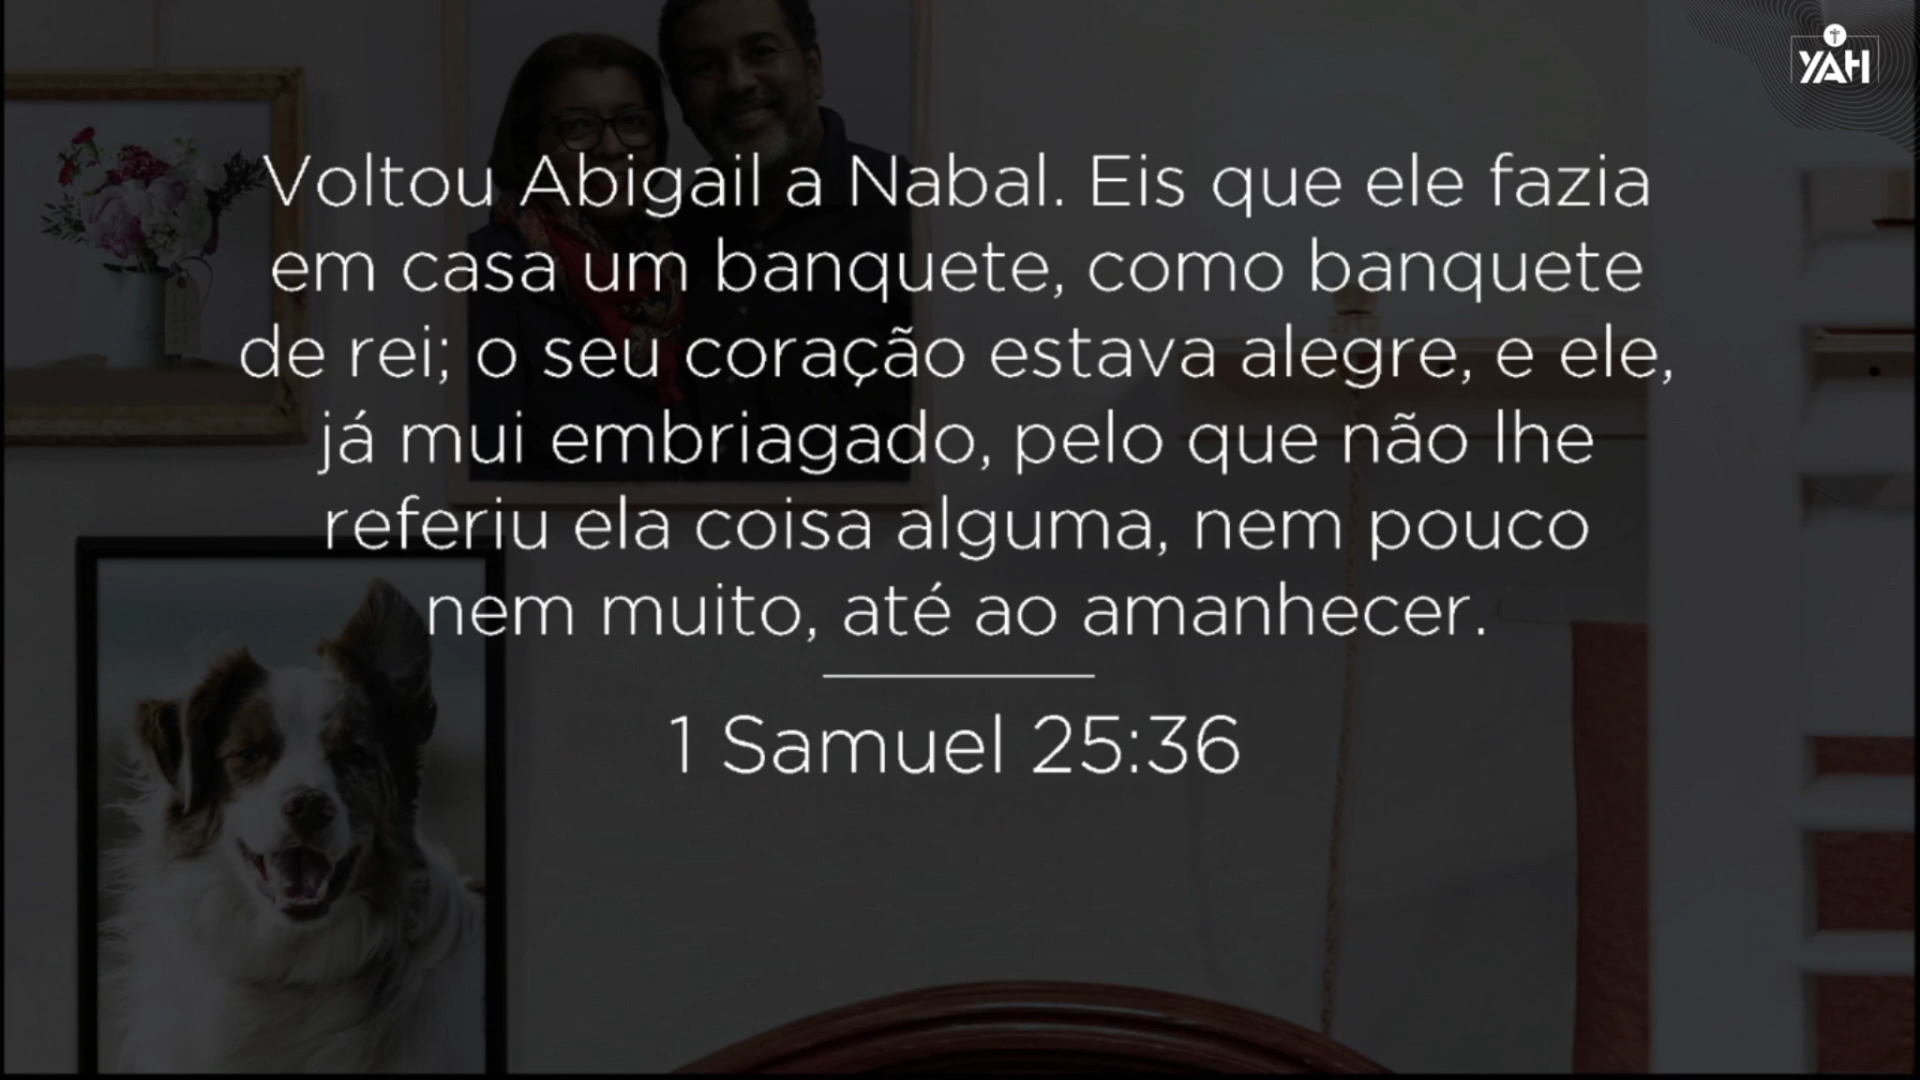 YAH
Voltou Abigail a Nabal. Eis que ele fazia
em casa um banquete, como banquete
de rei; o seu coração estava alegre, e ele,
já mui embriagado, pelo que não lhe
referiu ela coisa alguma, nem pouco
nem muito, até ao amanhecer.
1 Samuel 25:36